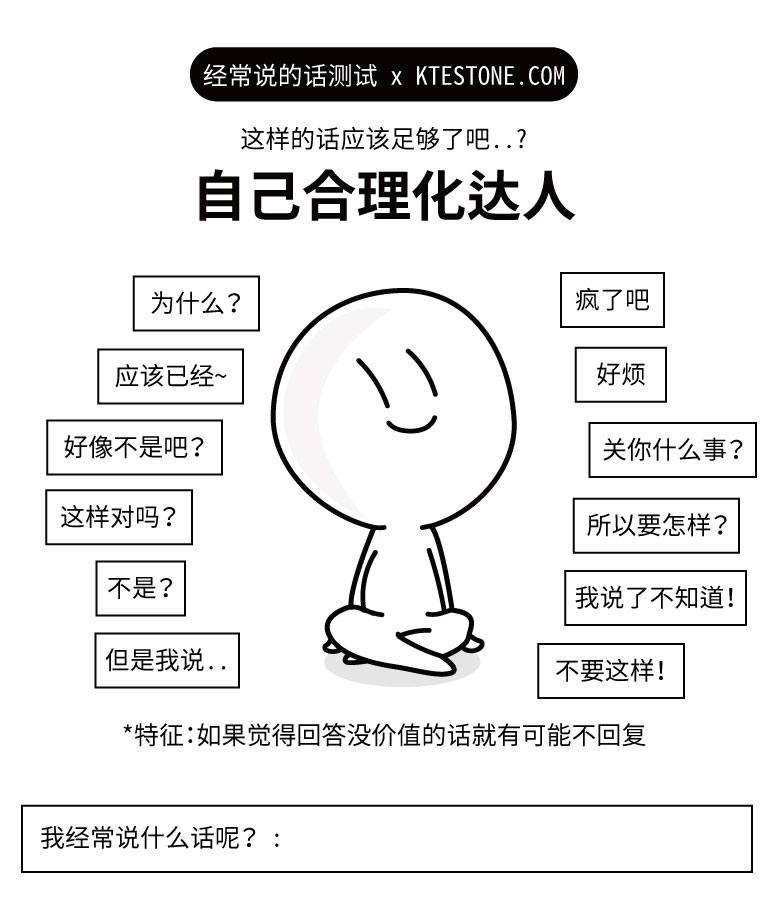 经常说的话测试 x KTESTONE.COM
这样的话应该足够了吧..?
自己合理化达人
为什么?
应该已经~
好像不是吧?
这样对吗?
不是?
但是我说..
疯了吧
好烦
关你什么事?
所以要怎样?
我说了不知道!
不要这样!
*特征:如果觉得回答没价值的话就有可能不回复
我经常说什么话呢? :